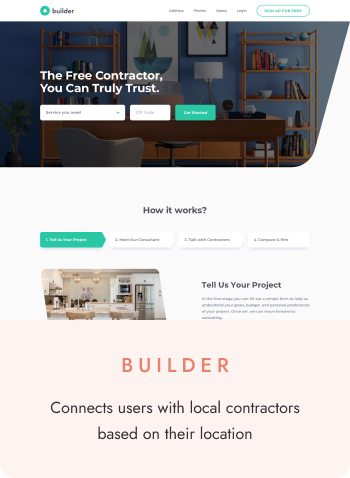 builder
Address Photos About Login SIGN UP FOR FREE
The Free Contractor,
You Can Truly Trust.
Service you need ZIP Code Get Started
How it works?
1. Tell Us Your Project 2. Meet Our Consultant 3. Talk with Contractors 4. Compare & Hire
Tell Us Your Project
In the first stage you can fill out a simple form to help us
understand your goals, budget, and personal preferences
of your project. Once set, we can move forward to
consulting.
BUILDER
Connects users with local contractors
based on their location